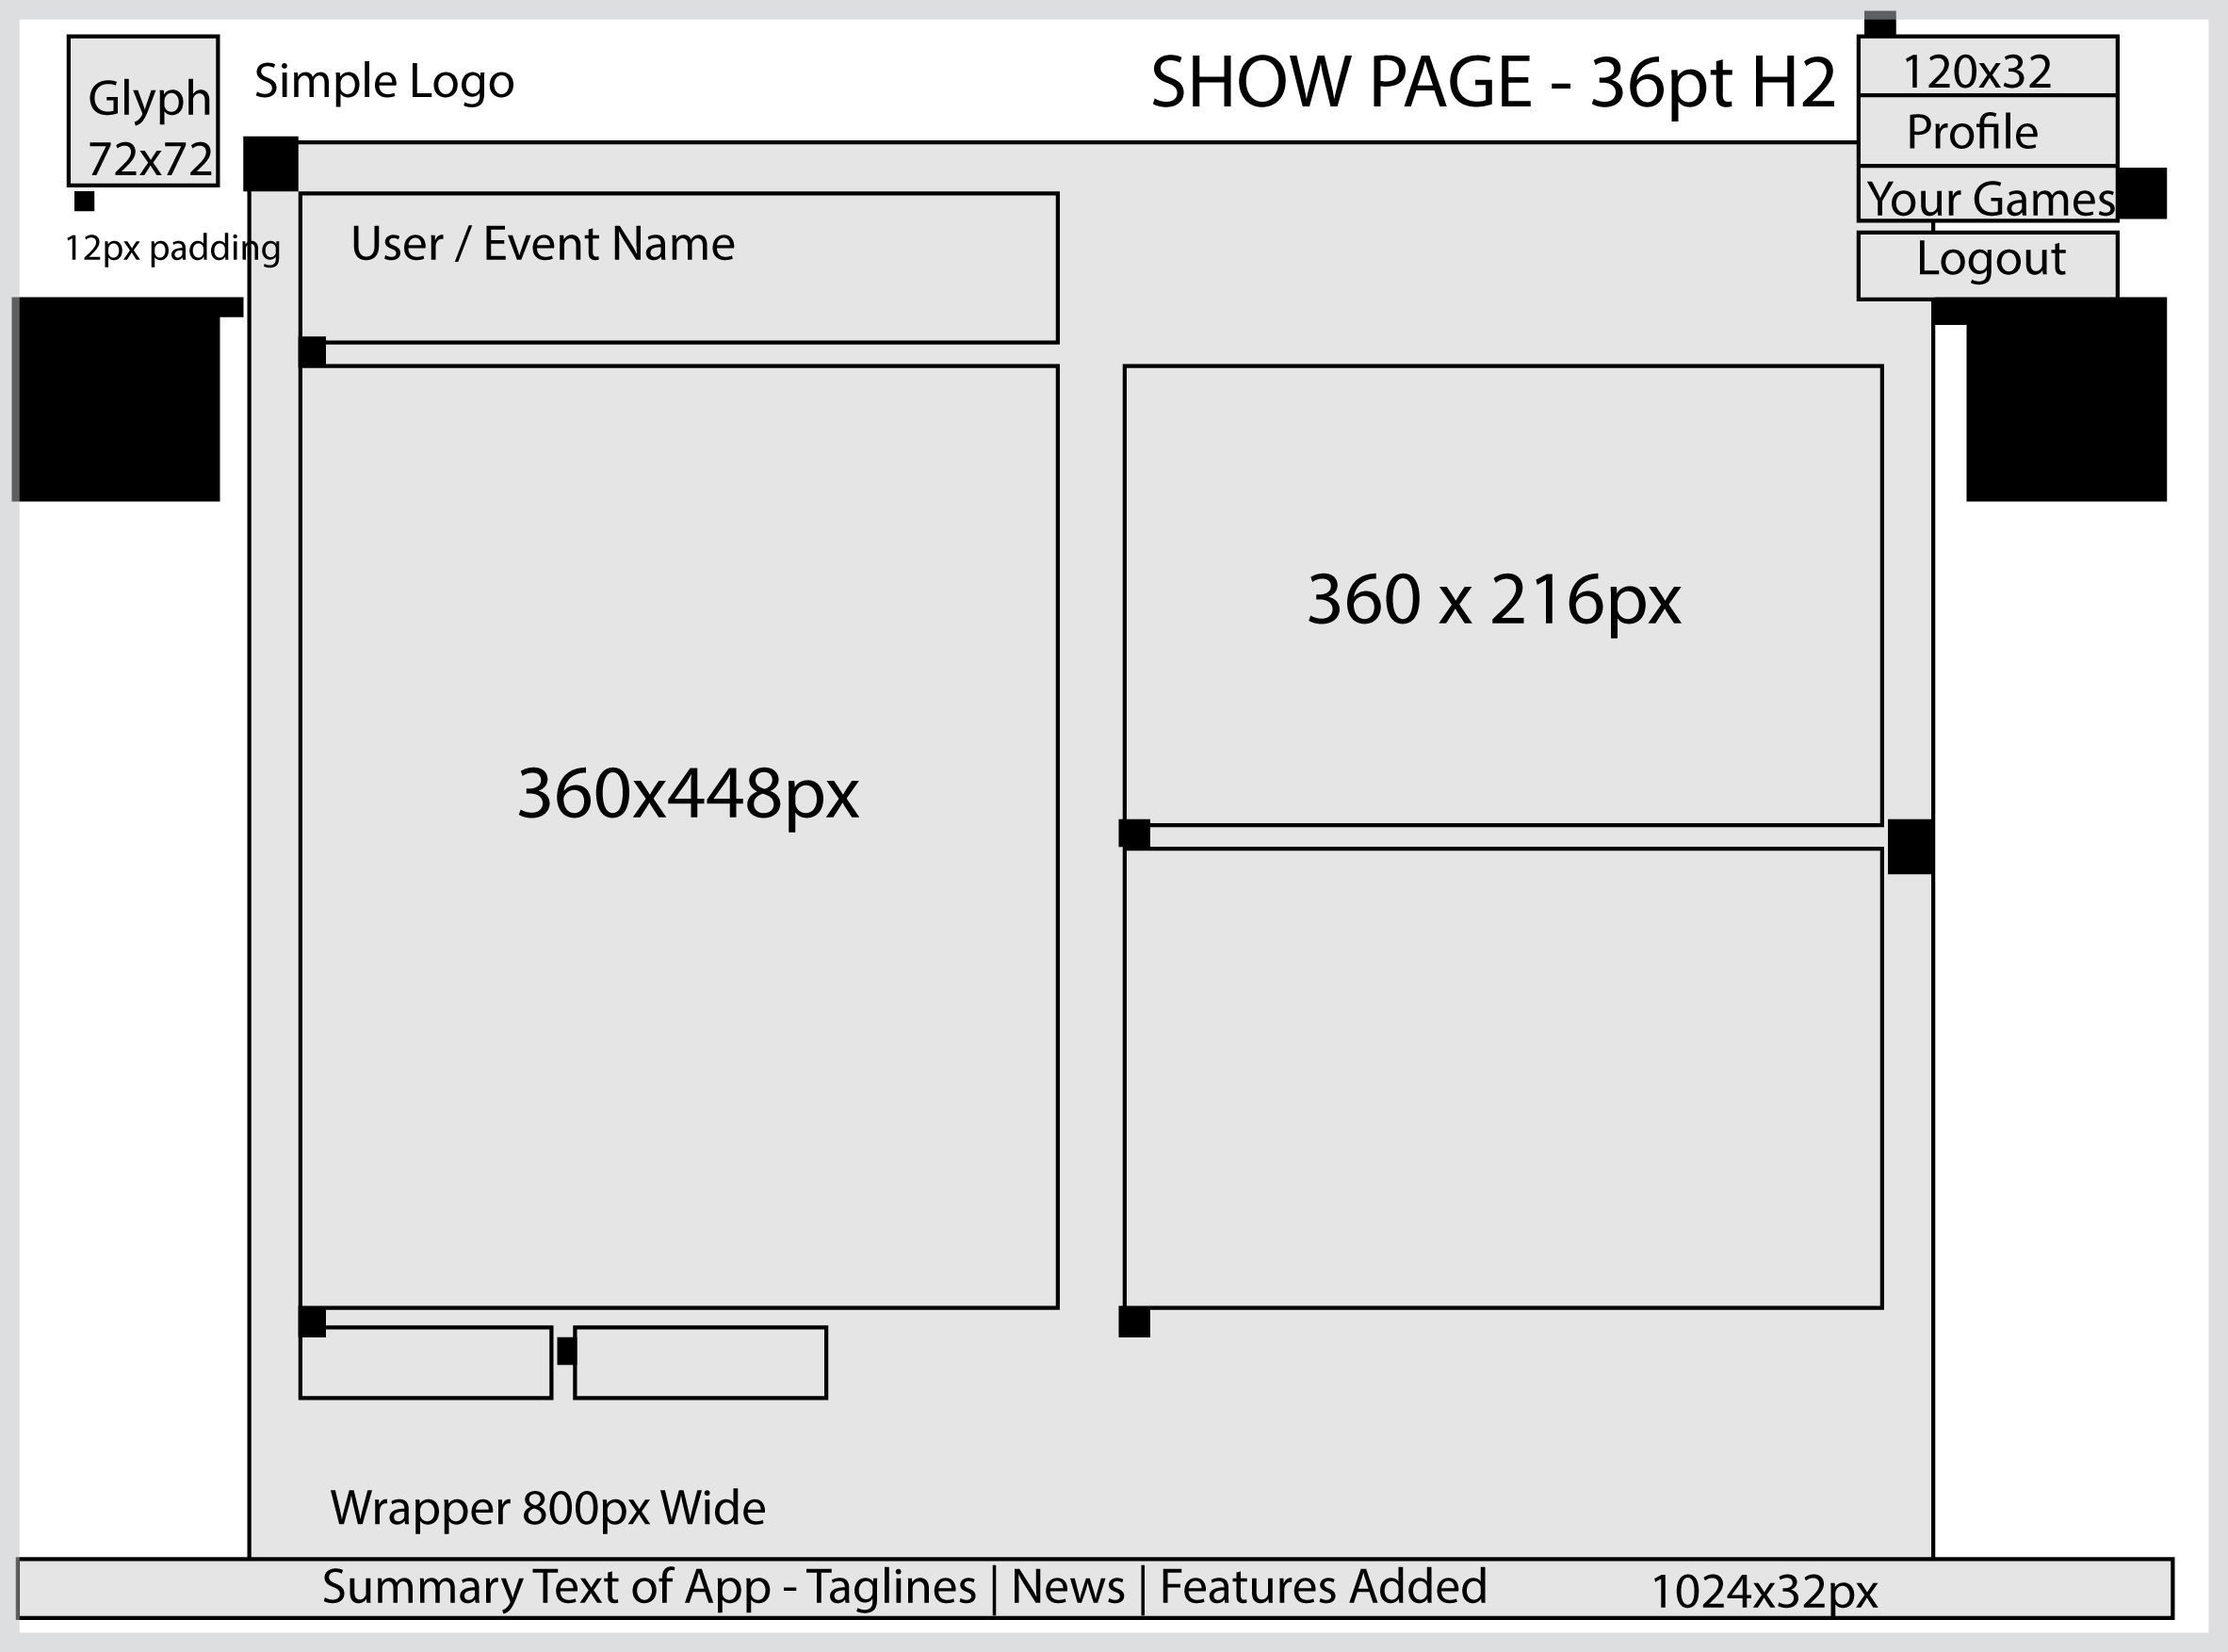 Simple Logo
SHOW PAGE - 36pt H2
120x32
Glyph
72x72
Profile
Your Games
12px pading
User / Event Name
Logout
360 x 216px
360x448px
Wrapper 800px Wide
Summary Text of App - Taglines | News | Features Added
1024x32px